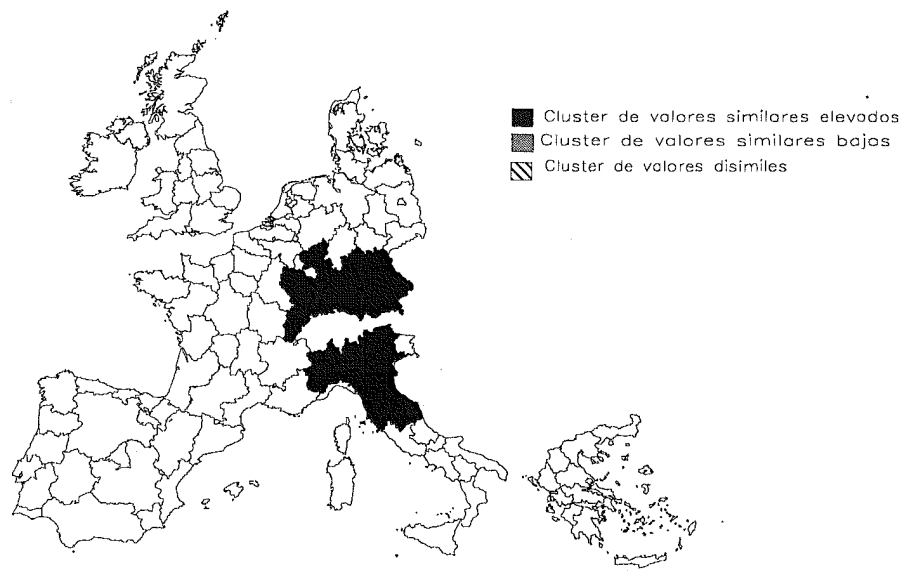 Cluster de valores similares elevados
Cluster de valores similares bajos
Cluster de valores disimiles